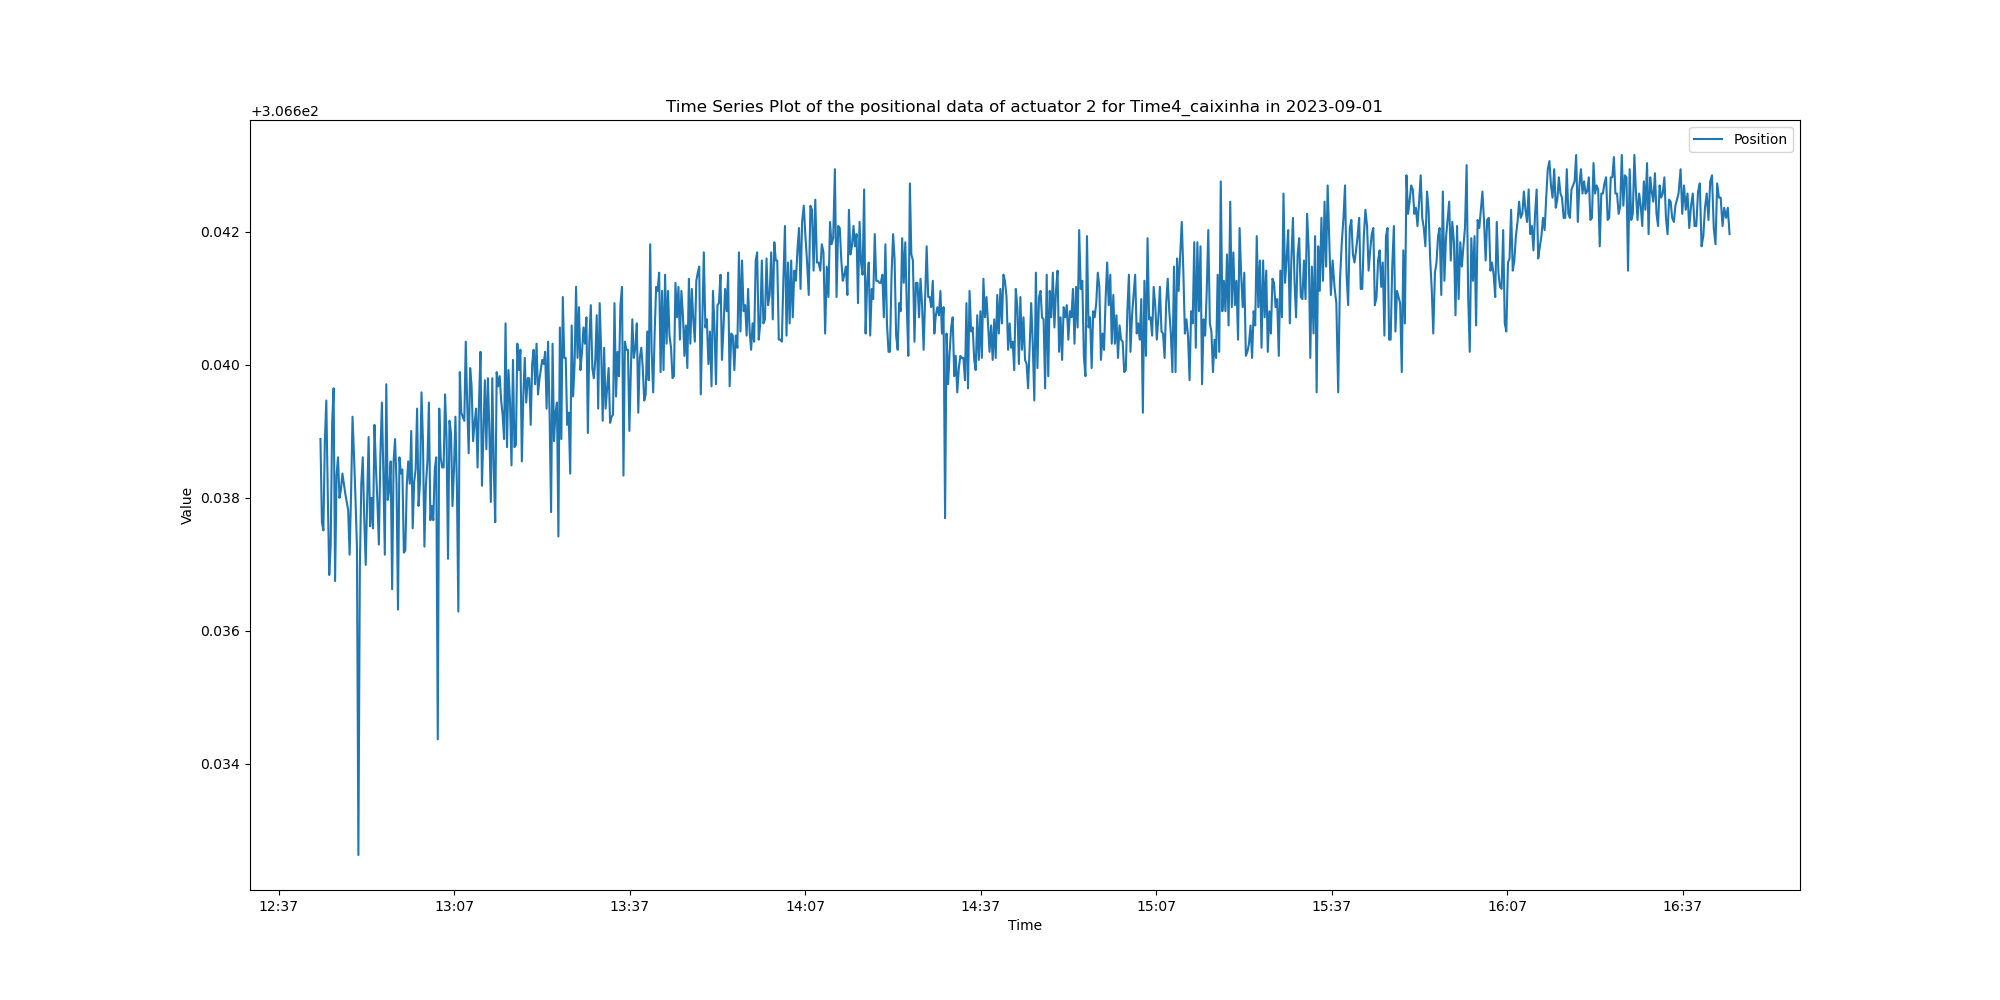 Time Series Plot of the positional data of actuator 2 for Time4_caixinha in 2023-09-01
+3.066e2
Position
0.042
0.040
0.038
0.036
0.034
Value
12:37 13:07 13:37 14:07 14:37 15:07 15:37 16:07 16:37
Time